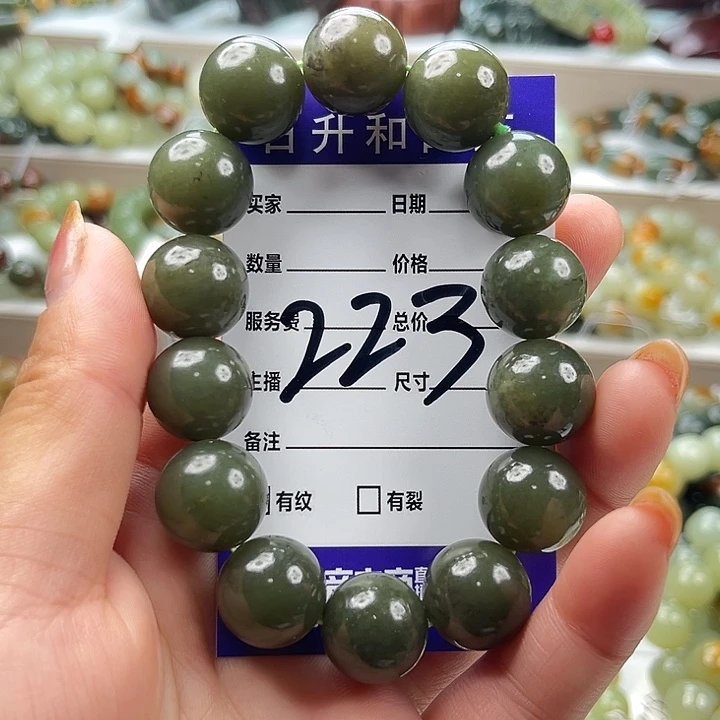 升和
买家 日期
数量 价格
服务费 总价
223
主播 尺寸
备注
有纹 有裂